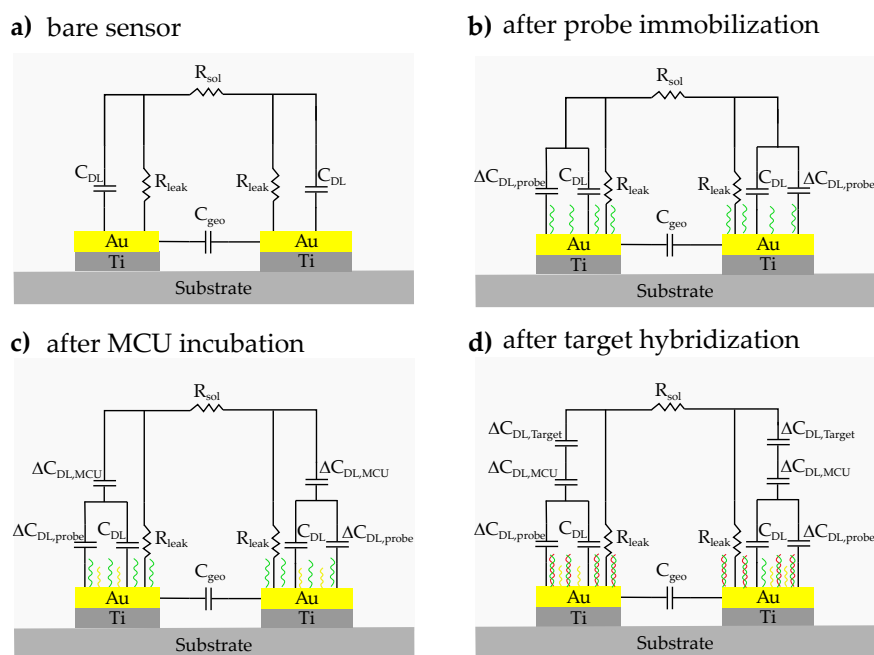 a) bare sensor
R_sol
C_DL
R_leak
R_leak
C_DL
C_geo
Au
Au
Ti
Ti
Substrate
b) after probe immobilization
R_sol
ΔC_DL,probe
C_DL
R_leak
R_leak
C_DL
ΔC_DL,probe
C_geo
Au
Au
Ti
Ti
Substrate
c) after MCU incubation
R_sol
ΔC_DL,MCU
ΔC_DL,MCU
ΔC_DL,probe
C_DL
R_leak
R_leak
C_DL
ΔC_DL,probe
C_geo
Au
Au
Ti
Ti
Substrate
d) after target hybridization
R_sol
ΔC_DL,Target
ΔC_DL,Target
ΔC_DL,MCU
ΔC_DL,MCU
ΔC_DL,probe
C_DL
R_leak
R_leak
C_DL
ΔC_DL,probe
C_geo
Au
Au
Ti
Ti
Substrate